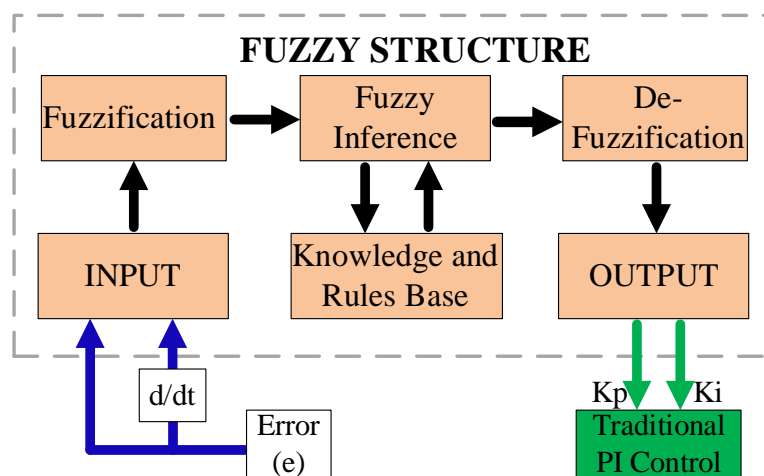 FUZZY STRUCTURE
Fuzzification
Fuzzy
Inference
De-
Fuzzification
INPUT
Knowledge and
Rules Base
OUTPUT
d/dt
Error
(e)
Kp
Ki
Traditional
PI Control